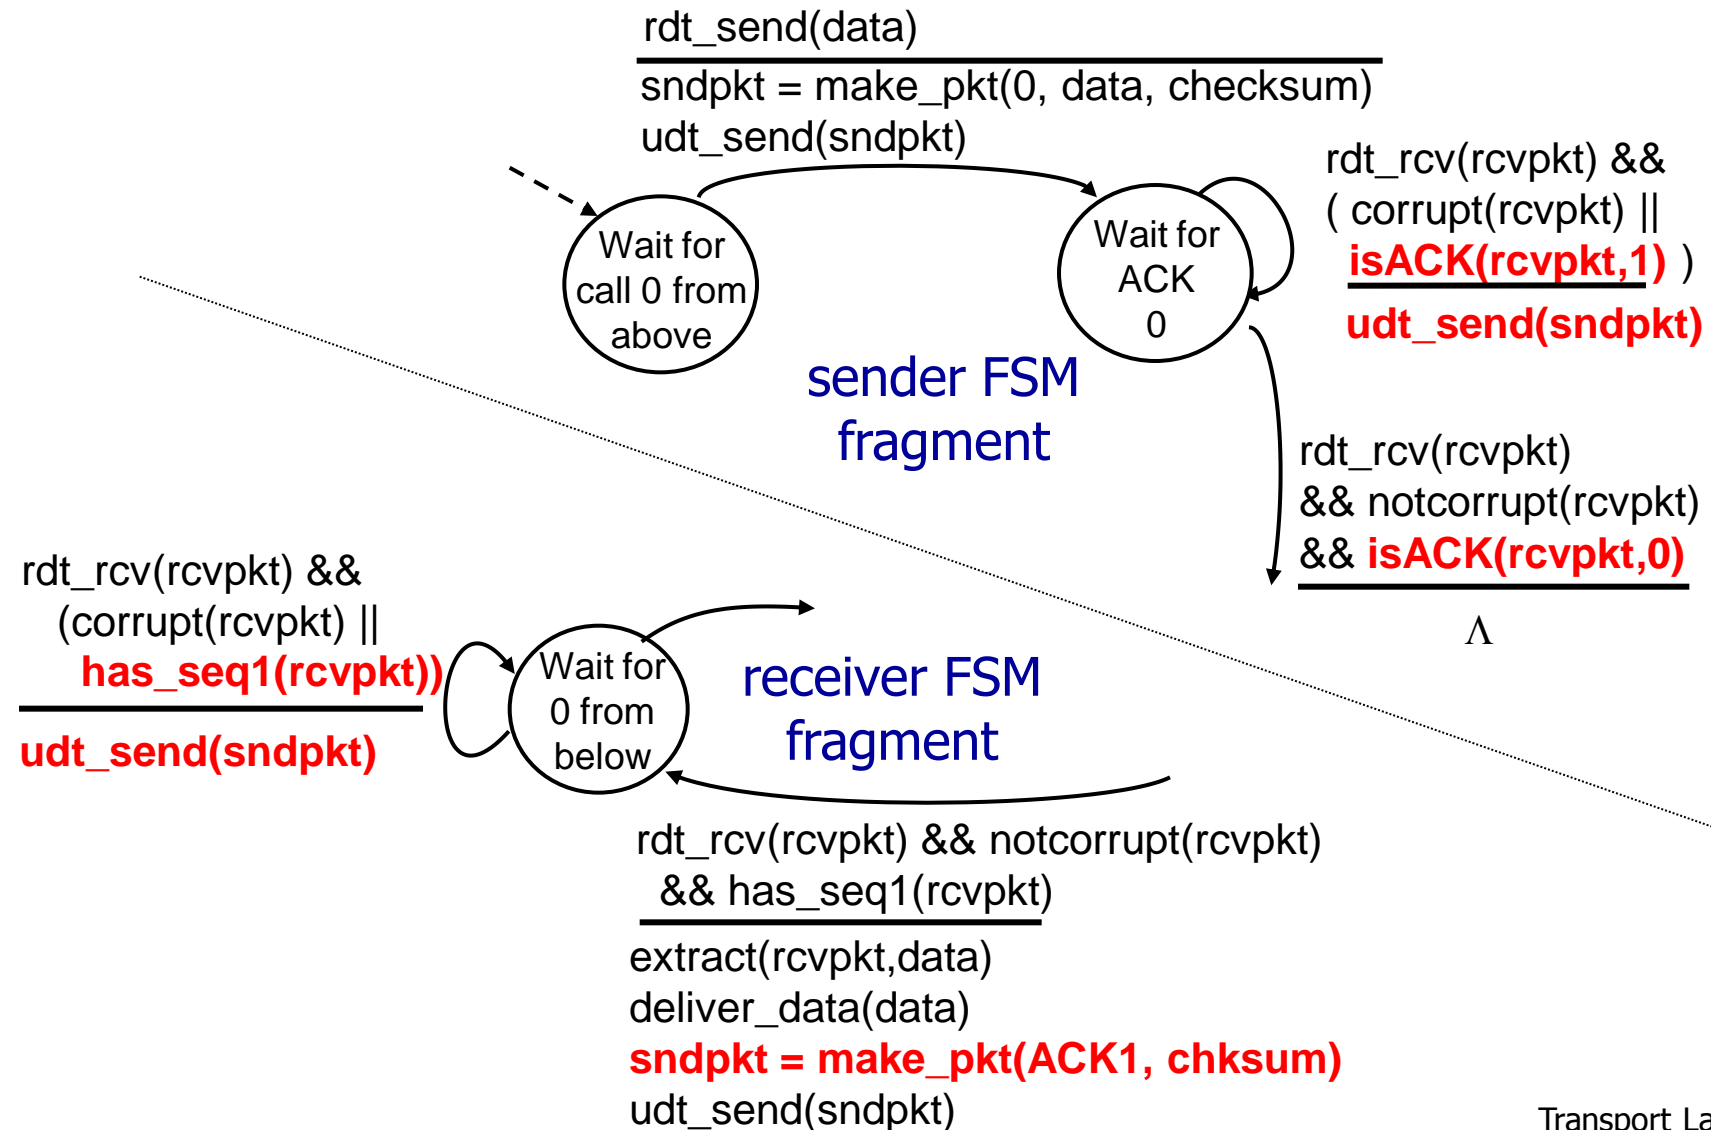 rdt_send(data)
sndpkt = make_pkt(0, data, checksum)
udt_send(sndpkt)
rdt_rcv(rcvpkt) &&
( corrupt(rcvpkt) ||
isACK(rcvpkt,1) )
udt_send(sndpkt)
Wait for
call 0 from
above
Wait for
ACK
0
sender FSM
fragment
rdt_rcv(rcvpkt)
&& notcorrupt(rcvpkt)
&& isACK(rcvpkt,0)
Λ
rdt_rcv(rcvpkt) &&
(corrupt(rcvpkt) ||
has_seq1(rcvpkt))
udt_send(sndpkt)
Wait for
0 from
below
receiver FSM
fragment
rdt_rcv(rcvpkt) && notcorrupt(rcvpkt)
&& has_seq1(rcvpkt)
extract(rcvpkt,data)
deliver_data(data)
sndpkt = make_pkt(ACK1, chksum)
udt_send(sndpkt)
Transport La